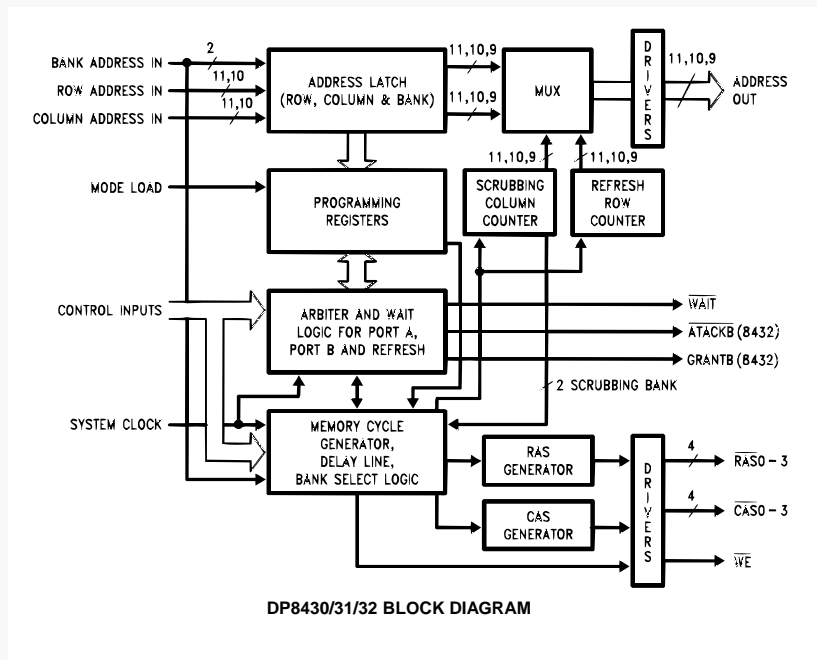 BANK ADDRESS IN
2
ROW ADDRESS IN
11,10
COLUMN ADDRESS IN
11,10
ADDRESS LATCH
(ROW, COLUMN & BANK)
11,10,9
11,10,9
MUX
DRIVERS
11,10,9
ADDRESS
OUT
11,10,9
11,10,9
MODE LOAD
PROGRAMMING
REGISTERS
SCRUBBING
COLUMN
COUNTER
REFRESH
ROW
COUNTER
CONTROL INPUTS
ARBITER AND WAIT
LOGIC FOR PORT A,
PORT B AND REFRESH
WAIT
ATACKB (8432)
GRANTB (8432)
2 SCRUBBING BANK
SYSTEM CLOCK
MEMORY CYCLE
GENERATOR,
DELAY LINE,
BANK SELECT LOGIC
RAS
GENERATOR
CAS
GENERATOR
DRIVERS
4
RAS0-3
4
CAS0-3
WE
DP8430/31/32 BLOCK DIAGRAM